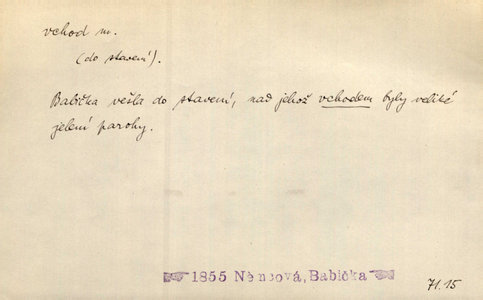 vchod m.
(do stavení).
Babička vešla do stavení, nad jehož vchodem byly veliké
jelení parohy.
1855 Němcová, Babička
71.15